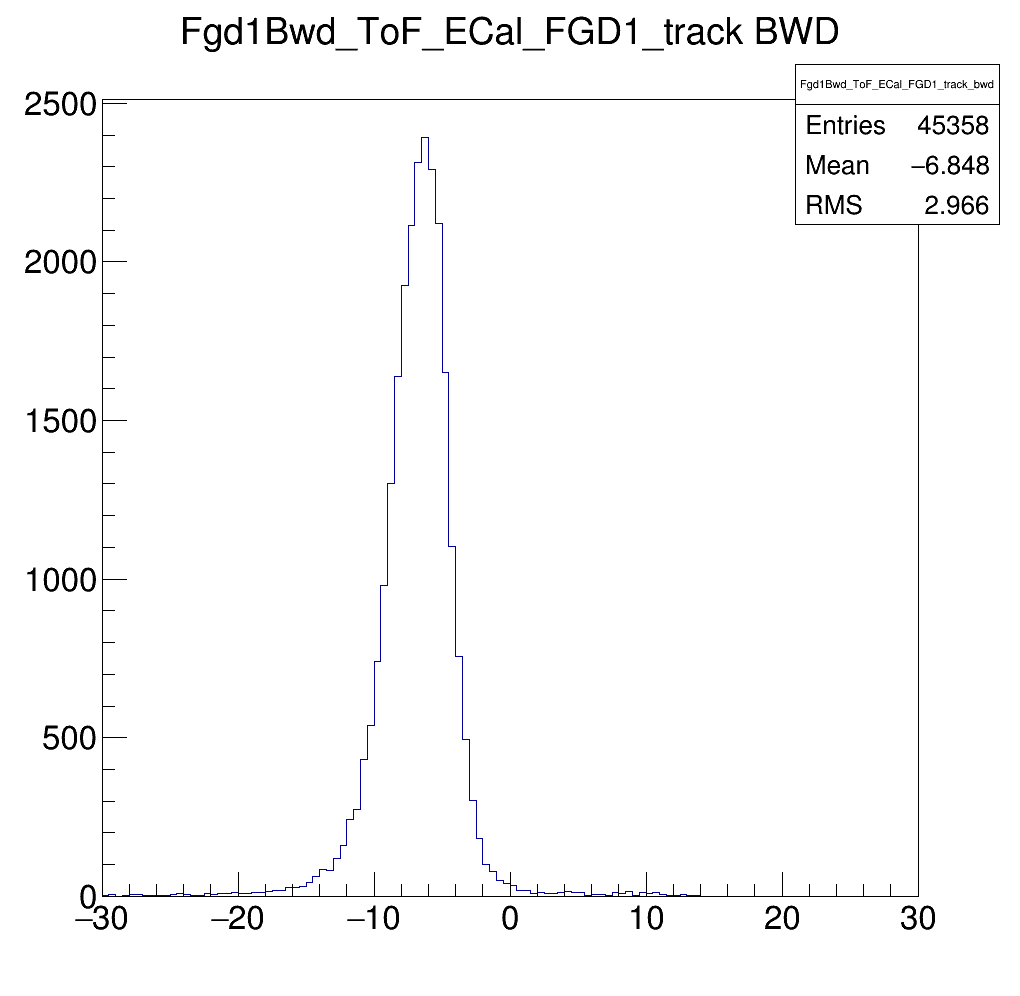 Fgd1Bwd_ToF_ECal_FGD1_track BWD
Fgd1Bwd_ToF_ECal_FGD1_track_bwd
Entries 45358
Mean −6.848
RMS 2.966
2500
2000
1500
1000
500
0
−30 −20 −10 0 10 20 30